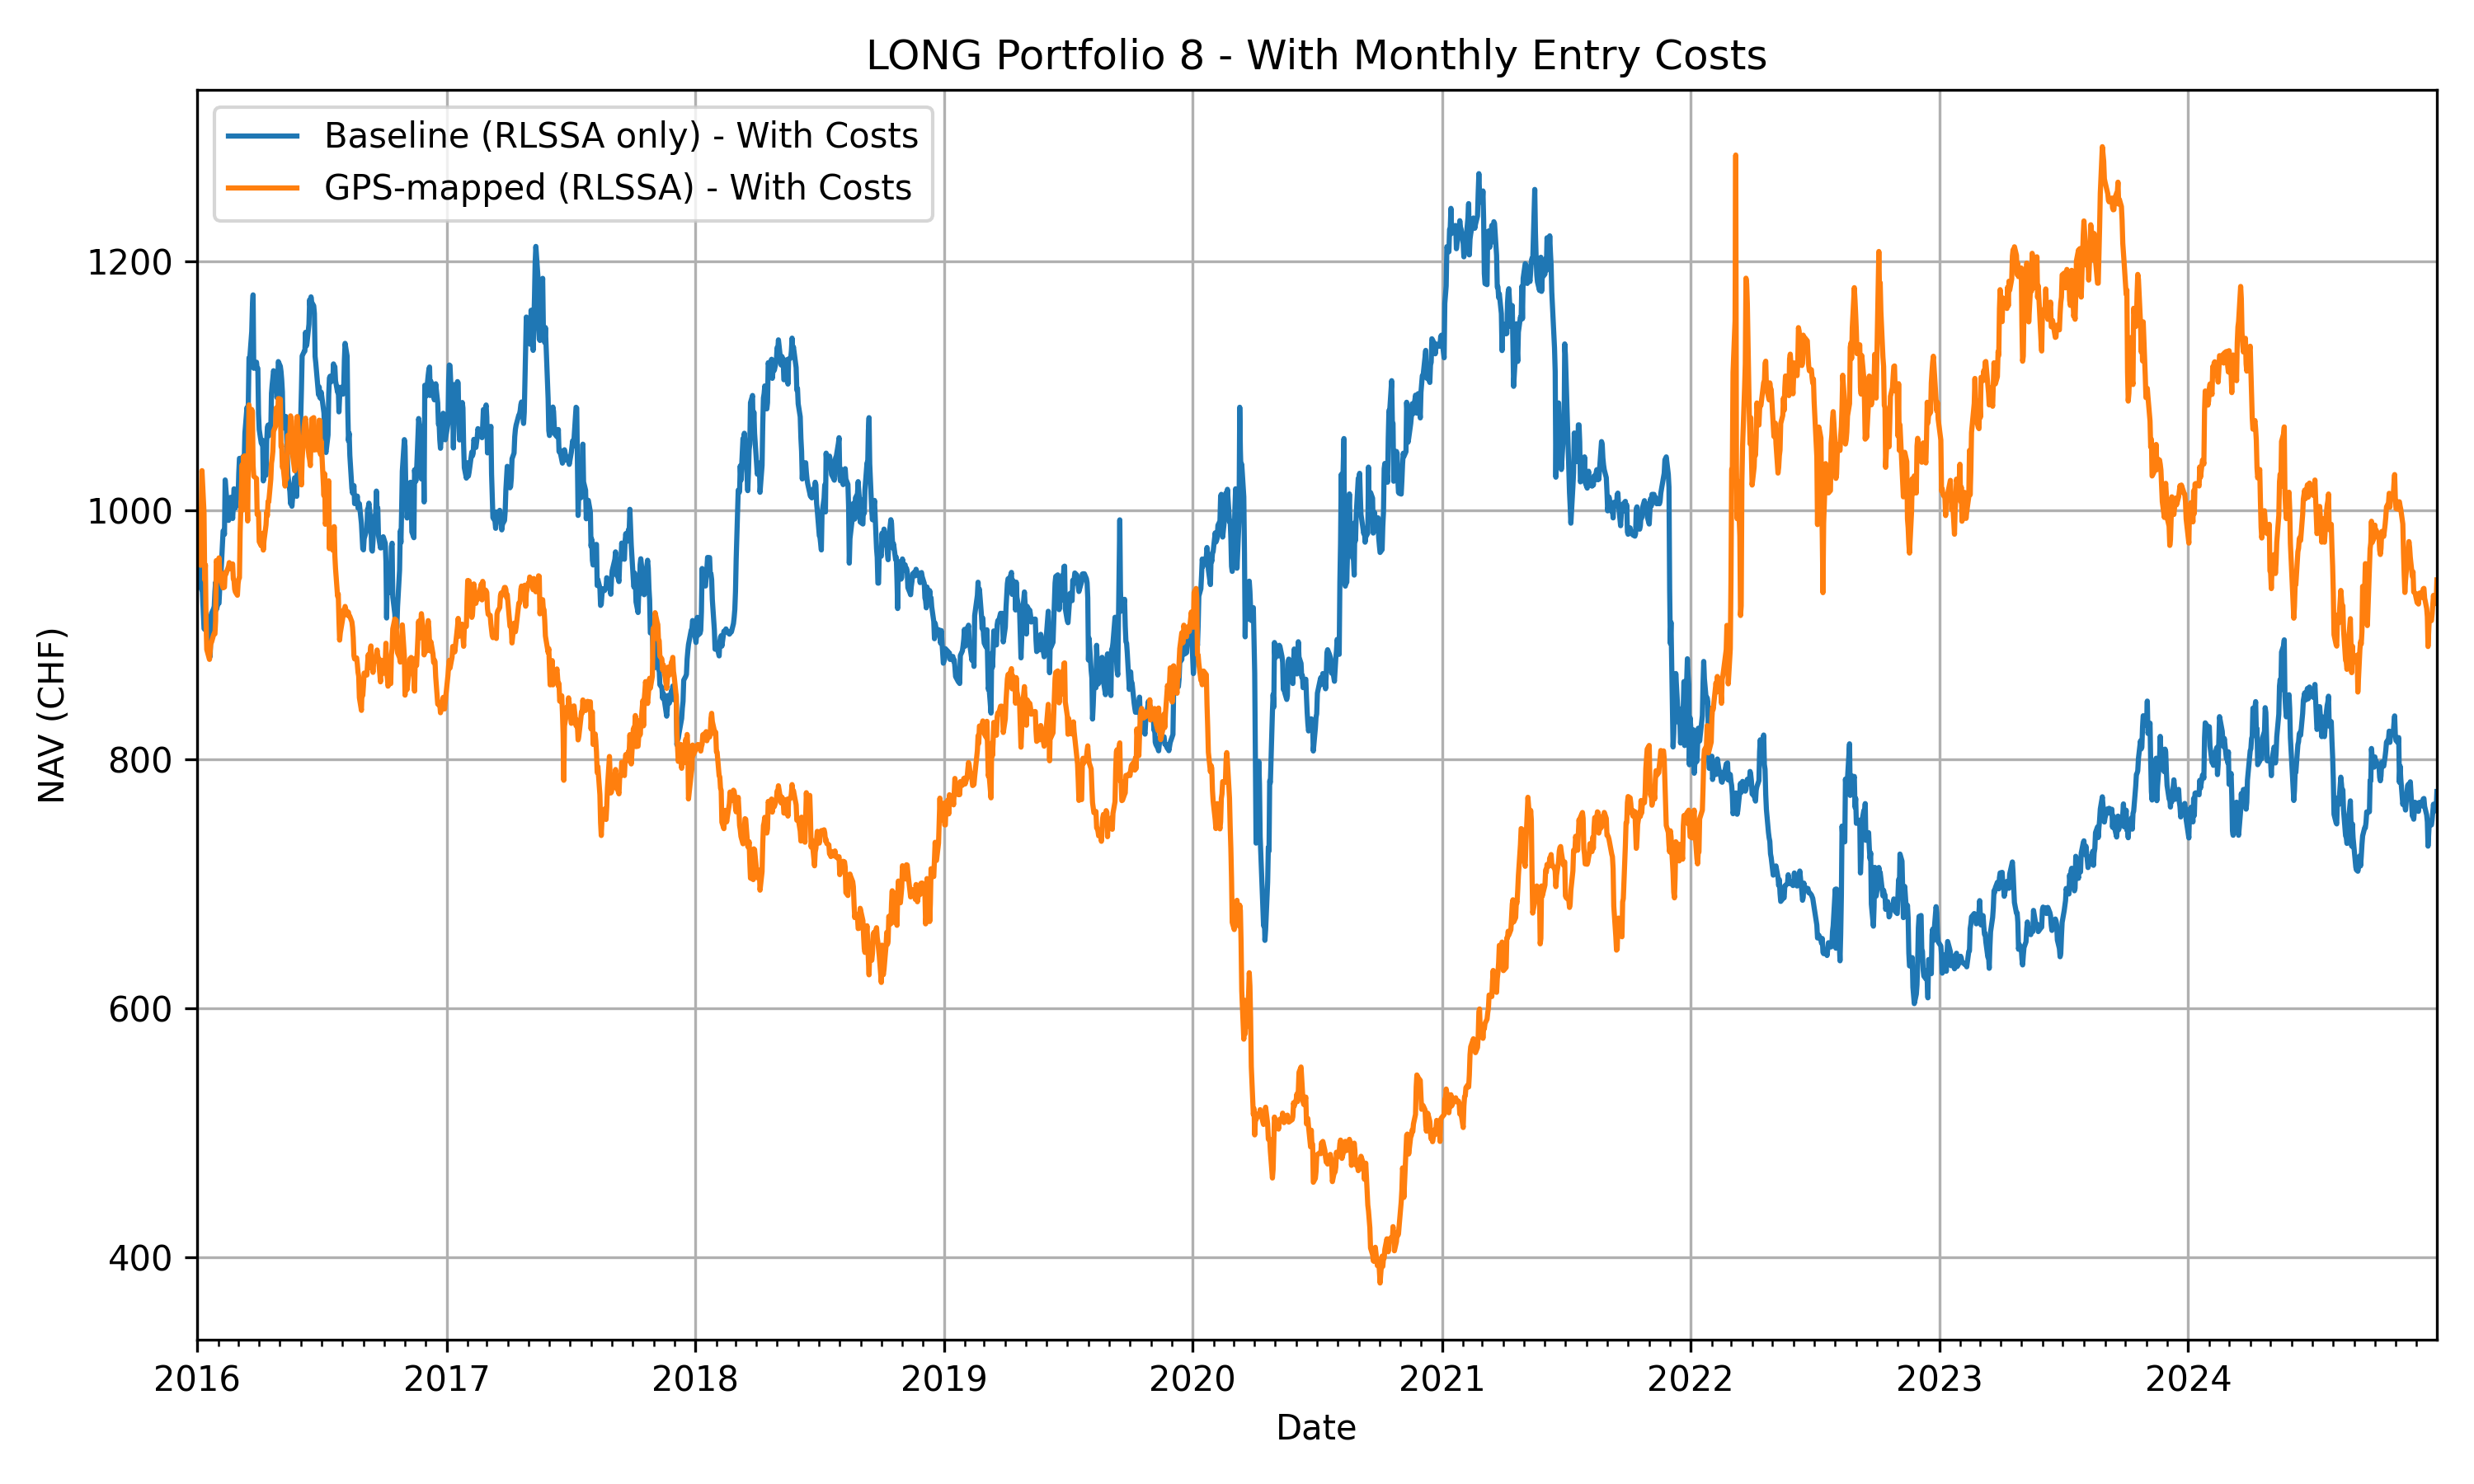 LONG Portfolio 8 - With Monthly Entry Costs
Baseline (RLSSA only) - With Costs
GPS-mapped (RLSSA) - With Costs
1200
1000
800
600
400
NAV (CHF)
2016 2017 2018 2019 2020 2021 2022 2023 2024
Date